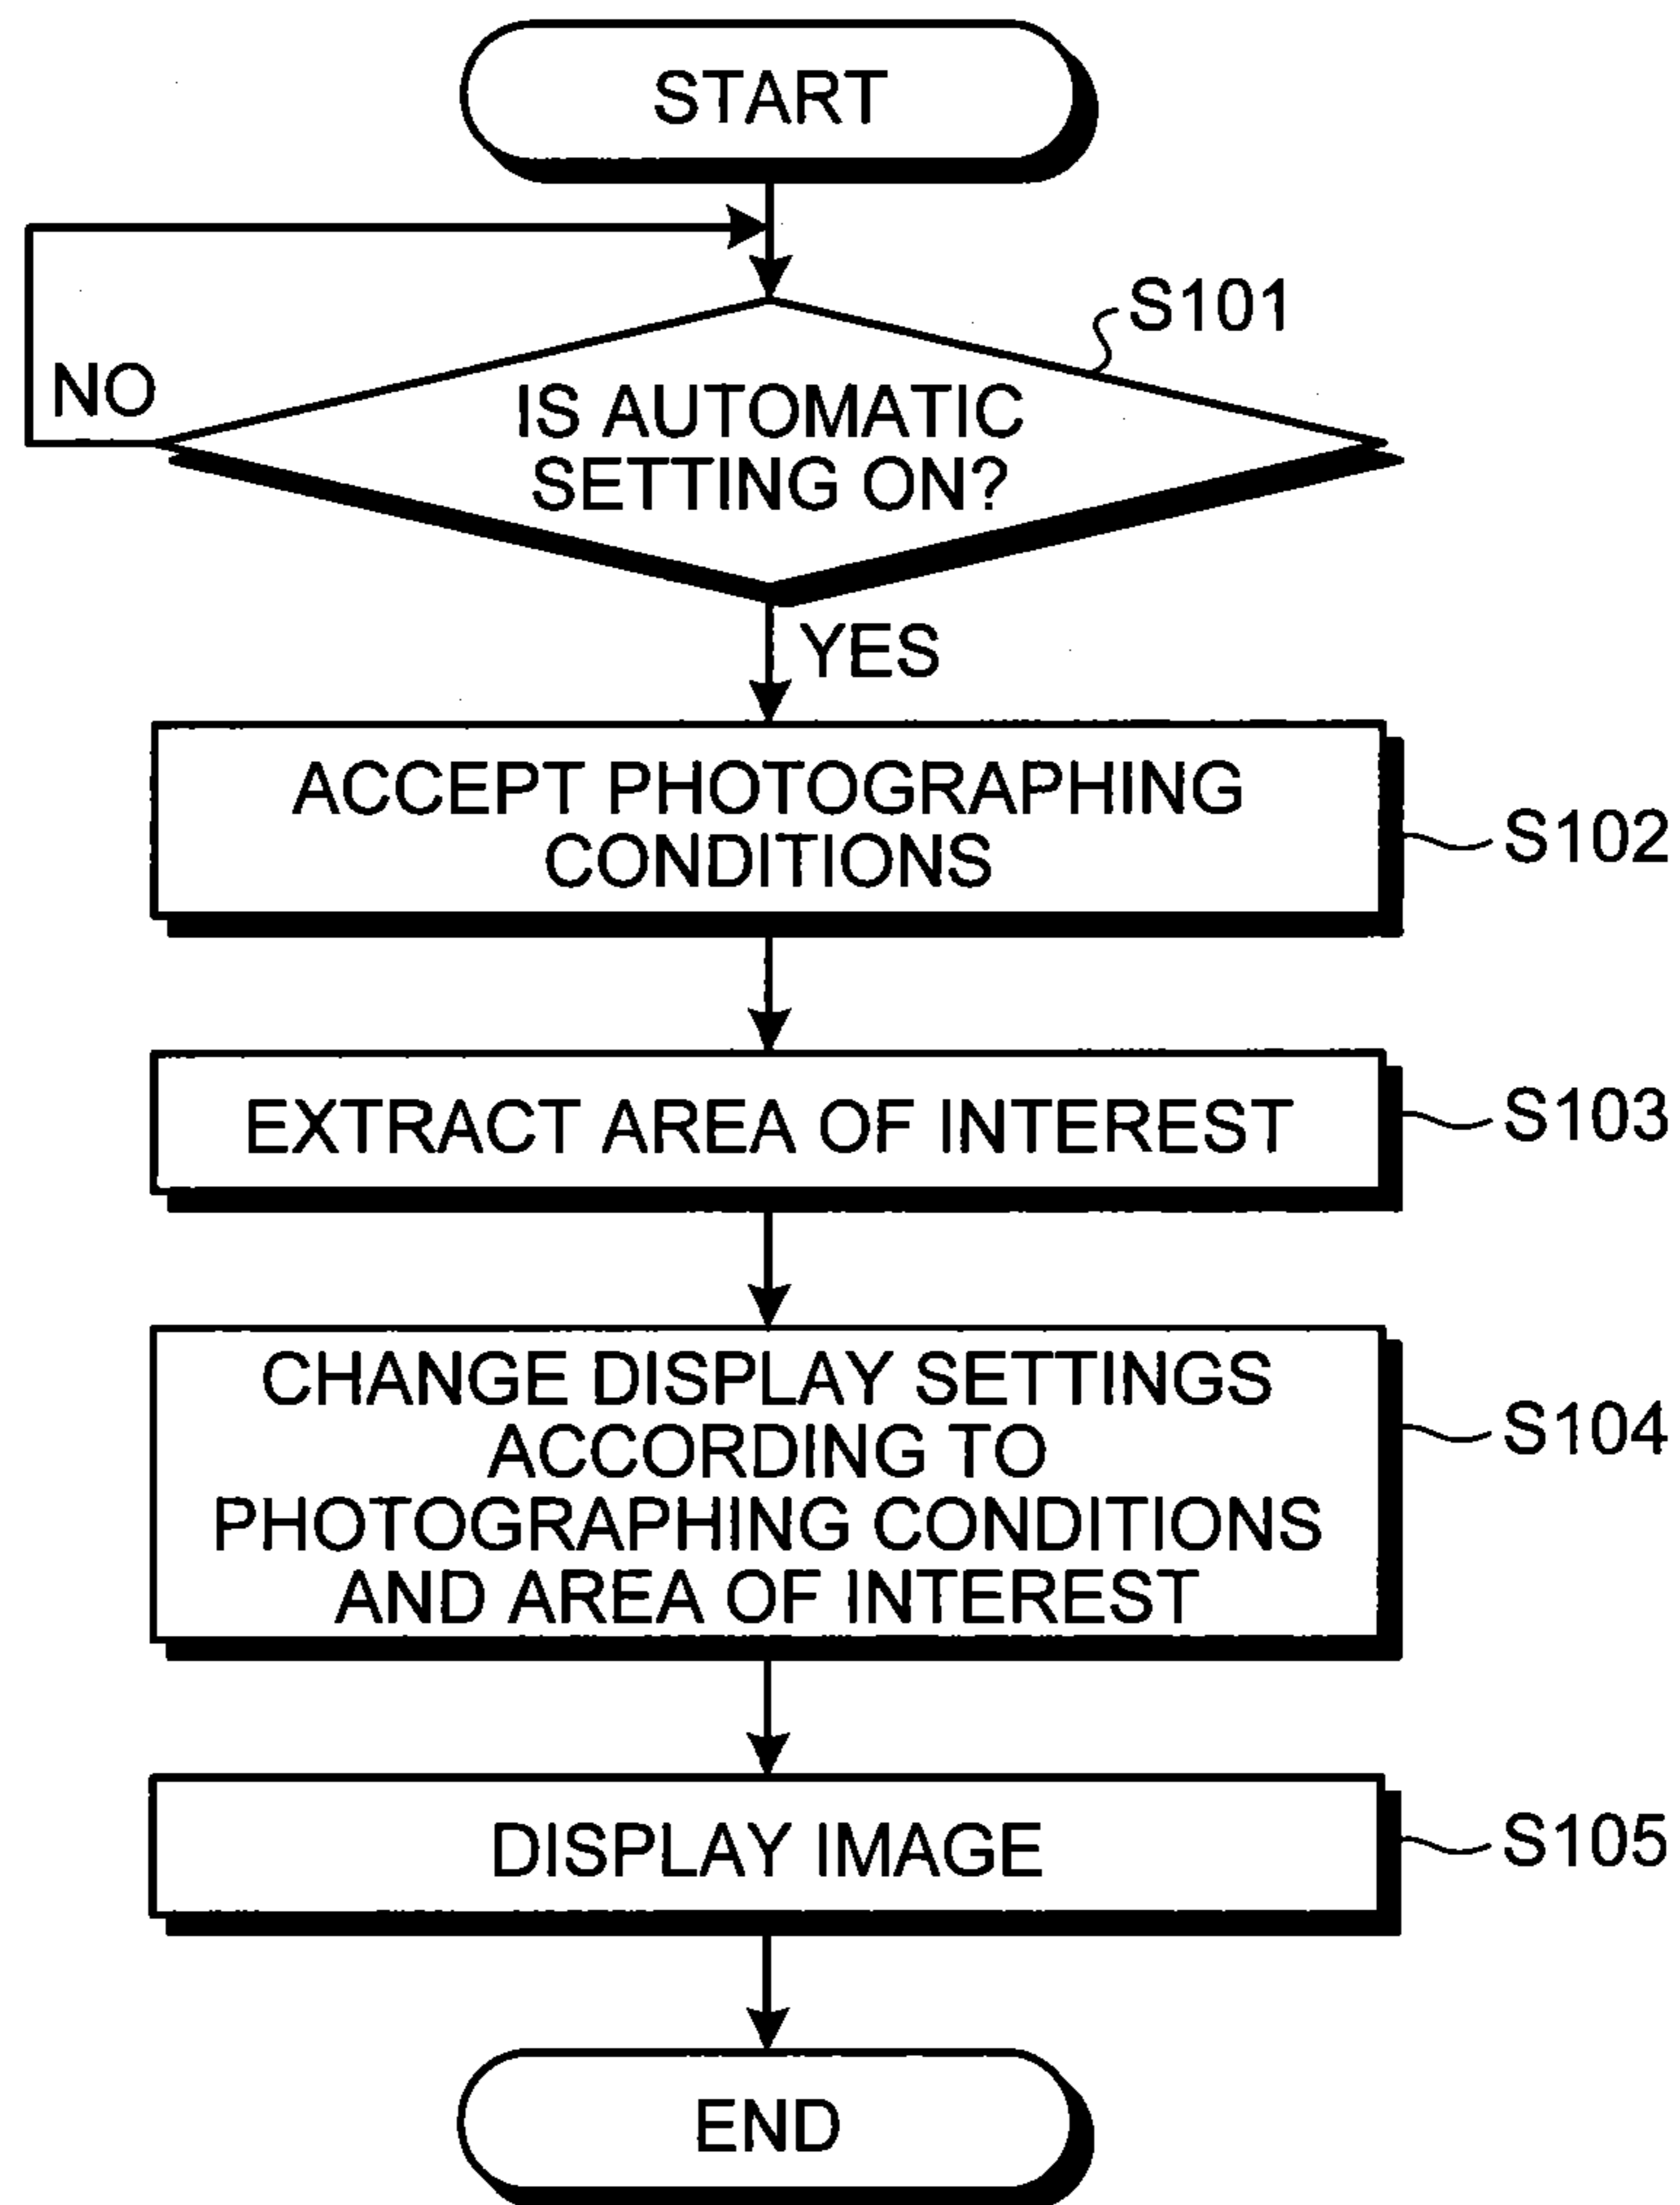 START
S101
NO
IS AUTOMATIC
SETTING ON?
YES
ACCEPT PHOTOGRAPHING
CONDITIONS
S102
EXTRACT AREA OF INTEREST
S103
CHANGE DISPLAY SETTINGS
ACCORDING TO
PHOTOGRAPHING CONDITIONS
AND AREA OF INTEREST
S104
DISPLAY IMAGE
S105
END